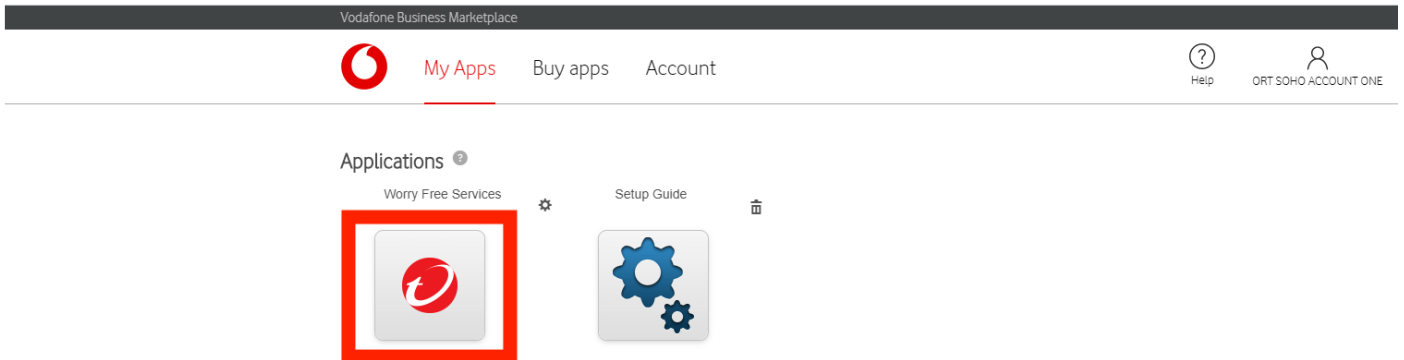 Vodafone Business Marketplace
My Apps Buy apps Account
Help ORT SOHO ACCOUNT ONE
Applications ?
Worry Free Services Setup Guide